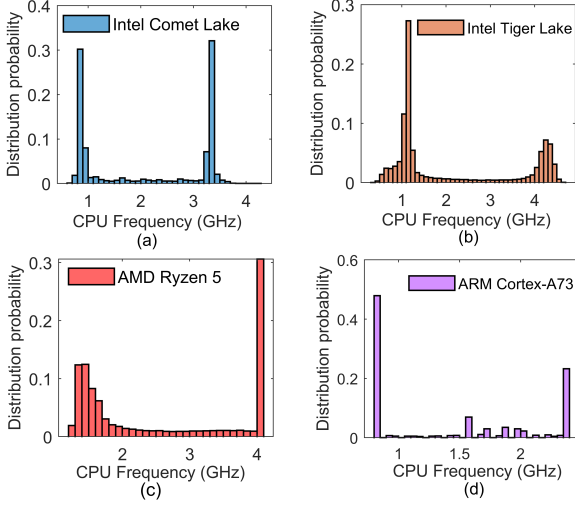 Intel Comet Lake
0.4
0.3
0.2
0.1
0
Distribution probability
1 2 3 4
CPU Frequency (GHz)
(a)
Intel Tiger Lake
0.3
0.2
0.1
0
Distribution probability
1 2 3 4
CPU Frequency (GHz)
(b)
AMD Ryzen 5
0.3
0.2
0.1
0
Distribution probability
2 3 4
CPU Frequency (GHz)
(c)
ARM Cortex-A73
0.6
0.4
0.2
0
Distribution probability
1 1.5 2
CPU Frequency (GHz)
(d)